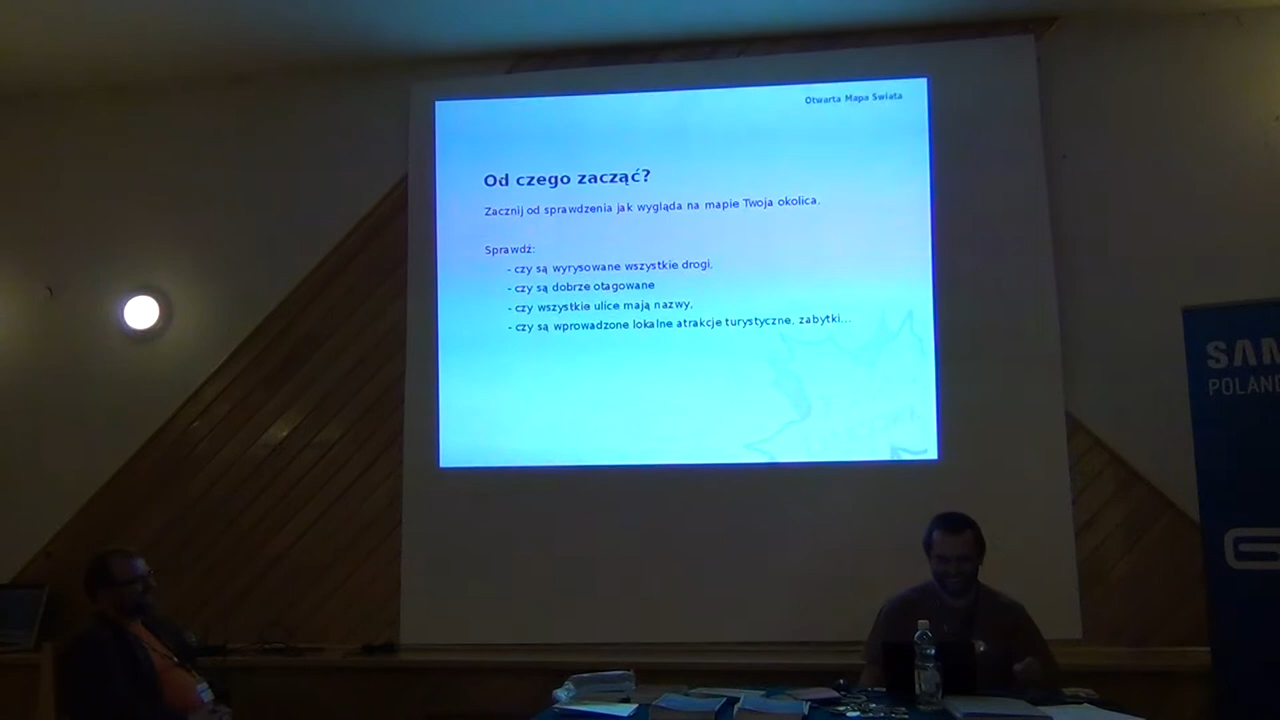 Otwarta Mapa Świata
Od czego zacząć?
Zacznij od sprawdzenia jak wygląda na mapie Twoja okolica.
Sprawdź:
- czy są wyrysowane wszystkie drogi,
- czy są dobrze otagowane
- czy wszystkie ulice mają nazwy,
- czy są wprowadzone lokalne atrakcje turystyczne, zabytki...
POLAND